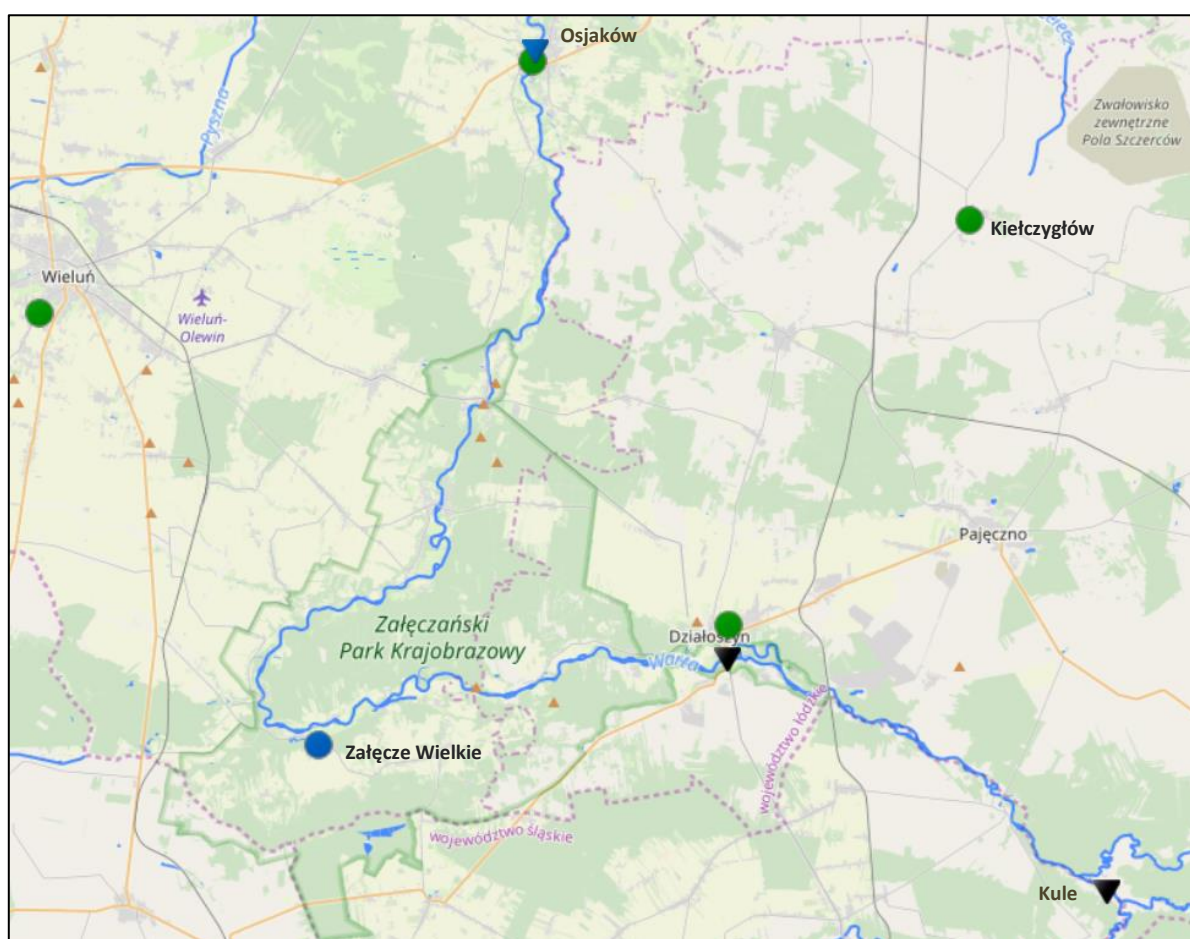 Osjaków
Pyszna
Zwałowisko
zewnętrzne
Pola Szczerców
Kiełczygłów
Wieluń
Wieluń-
Olewin
Pajęczno
Załęczański
Park Krajobrazowy
Działoszyn
Warta
województwo łódzkie
Załęcze Wielkie
województwo śląskie
Kule